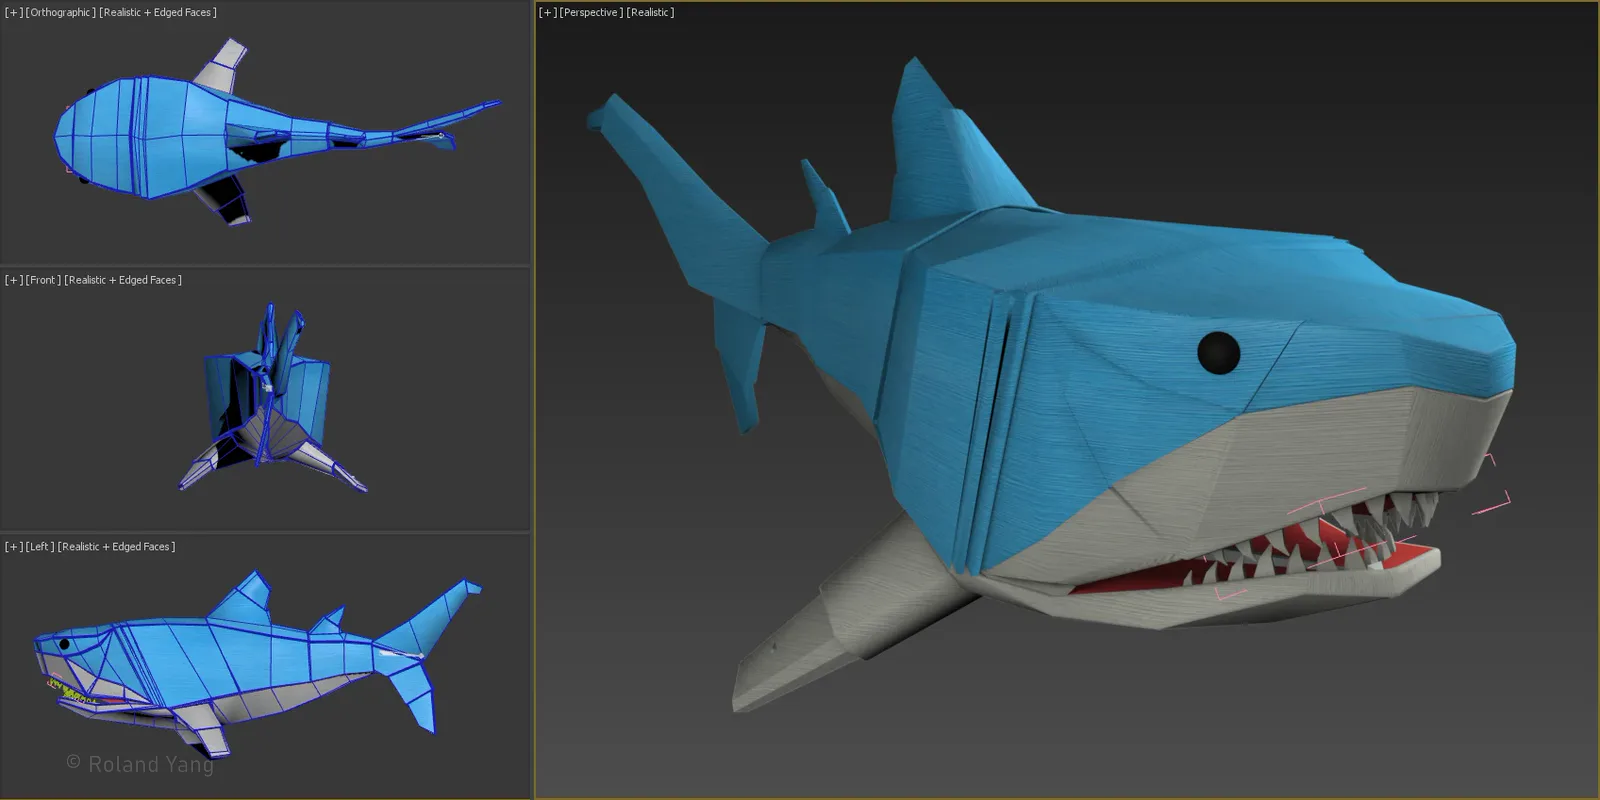 [+] [Orthographic ] [Realistic + Edged Faces ]
[+] [Perspective ] [Realistic ]
[+] [Front ] [Realistic + Edged Faces ]
[+] [Left ] [Realistic + Edged Faces ]
© Roland Yang